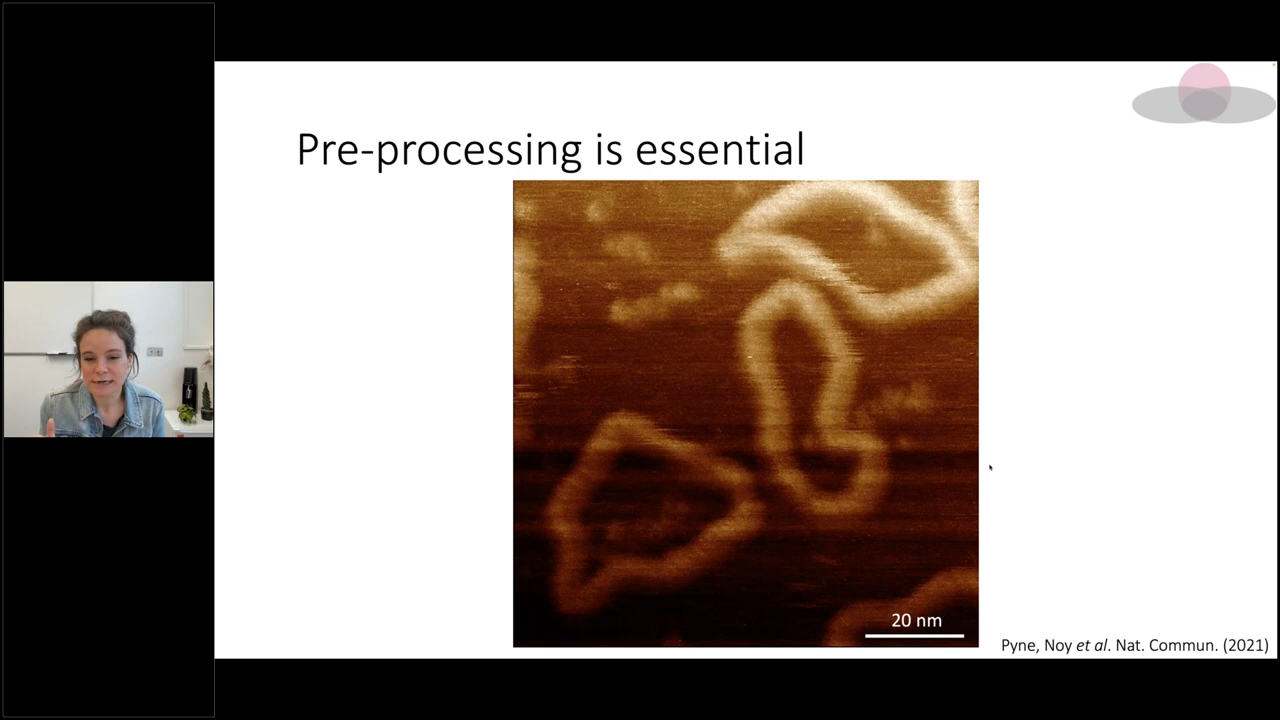 Pre-processing is essential
20 nm
Pyne, Noy et al. Nat. Commun. (2021)